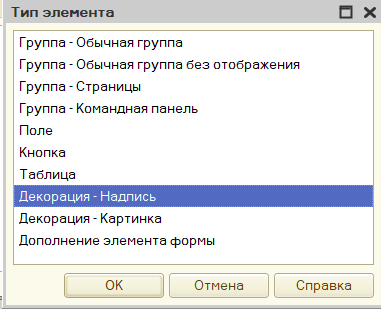 Тип элемента
Группа - Обычная группа
Группа - Обычная группа без отображения
Группа - Страницы
Группа - Командная панель
Поле
Кнопка
Таблица
Декорация - Надпись
Декорация - Картинка
Дополнение элемента формы
OK Отмена Справка